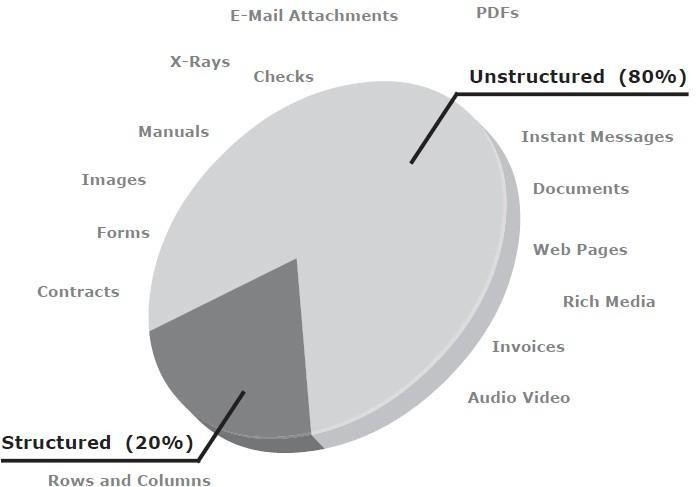 E-Mail Attachments
PDFs
X-Rays
Checks
Unstructured (80%)
Manuals
Instant Messages
Images
Documents
Forms
Web Pages
Contracts
Rich Media
Invoices
Audio Video
Structured (20%)
Rows and Columns